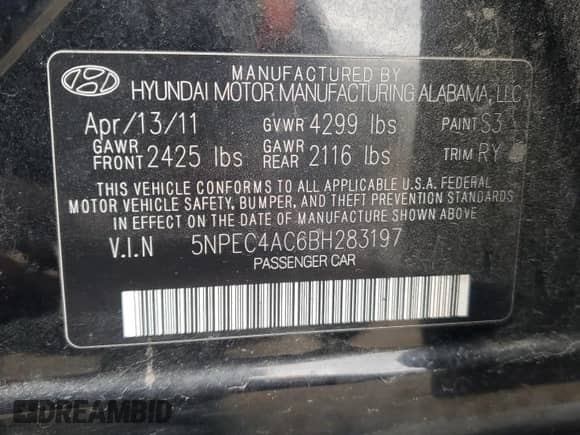 MANUFACTURED BY
HYUNDAI MOTOR MANUFACTURING ALABAMA, LLC
Apr/13/11 GVWR 4299 lbs PAINT S3
GAWR FRONT 2425 lbs GAWR REAR 2116 lbs TRIM RY
THIS VEHICLE CONFORMS TO ALL APPLICABLE U.S.A. FEDERAL
MOTOR VEHICLE SAFETY, BUMPER, AND THEFT PREVENTION STANDARDS
IN EFFECT ON THE DATE OF MANUFACTURE SHOWN ABOVE
V.I.N 5NPEC4AC6BH283197
PASSENGER CAR
DREAMBID